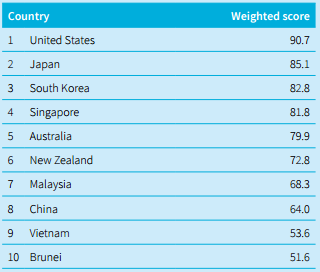 Country Weighted score
1 United States 90.7
2 Japan 85.1
3 South Korea 82.8
4 Singapore 81.8
5 Australia 79.9
6 New Zealand 72.8
7 Malaysia 68.3
8 China 64.0
9 Vietnam 53.6
10 Brunei 51.6